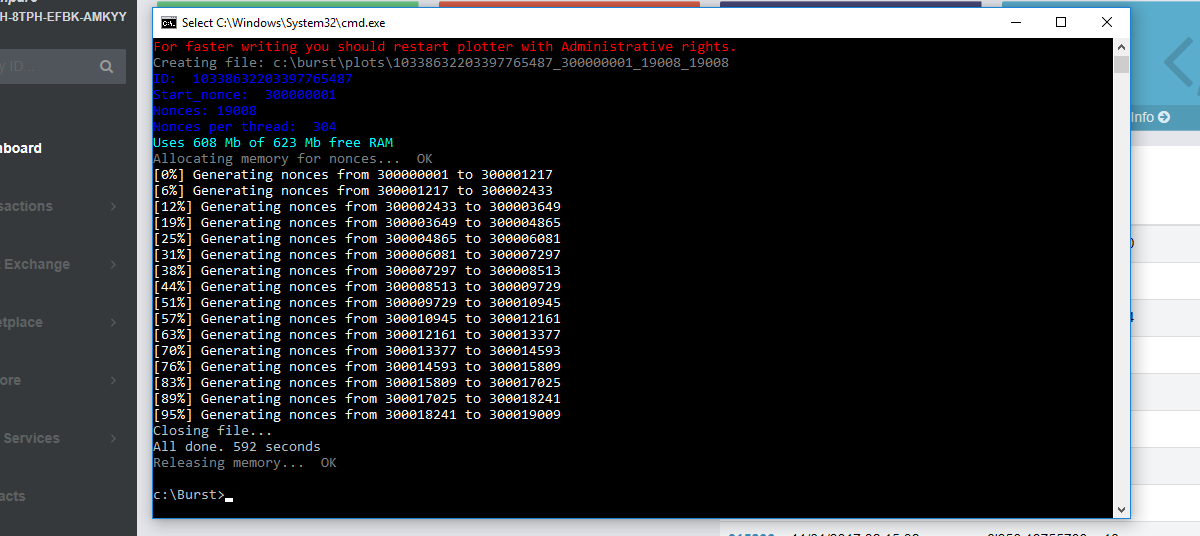 H-8TPH-EFBK-AMKYY
y ID...
hboard
sactions
Exchange
etplace
ore
Services
acts
Select C:\Windows\System32\cmd.exe
For faster writing you should restart plotter with Administrative rights.
Creating file: c:\burst\plots\10338632203397765487_300000001_19008_19008
ID:  10338632203397765487
Start_nonce:  300000001
Nonces: 19008
Nonces per thread:  304
Uses 608 Mb of 623 Mb free RAM
Allocating memory for nonces...  OK
[0%] Generating nonces from 300000001 to 300001217
[6%] Generating nonces from 300001217 to 300002433
[12%] Generating nonces from 300002433 to 300003649
[19%] Generating nonces from 300003649 to 300004865
[25%] Generating nonces from 300004865 to 300006081
[31%] Generating nonces from 300006081 to 300007297
[38%] Generating nonces from 300007297 to 300008513
[44%] Generating nonces from 300008513 to 300009729
[51%] Generating nonces from 300009729 to 300010945
[57%] Generating nonces from 300010945 to 300012161
[63%] Generating nonces from 300012161 to 300013377
[70%] Generating nonces from 300013377 to 300014593
[76%] Generating nonces from 300014593 to 300015809
[83%] Generating nonces from 300015809 to 300017025
[89%] Generating nonces from 300017025 to 300018241
[95%] Generating nonces from 300018241 to 300019009
Closing file...
All done. 592 seconds
Releasing memory...  OK
c:\Burst>
Info